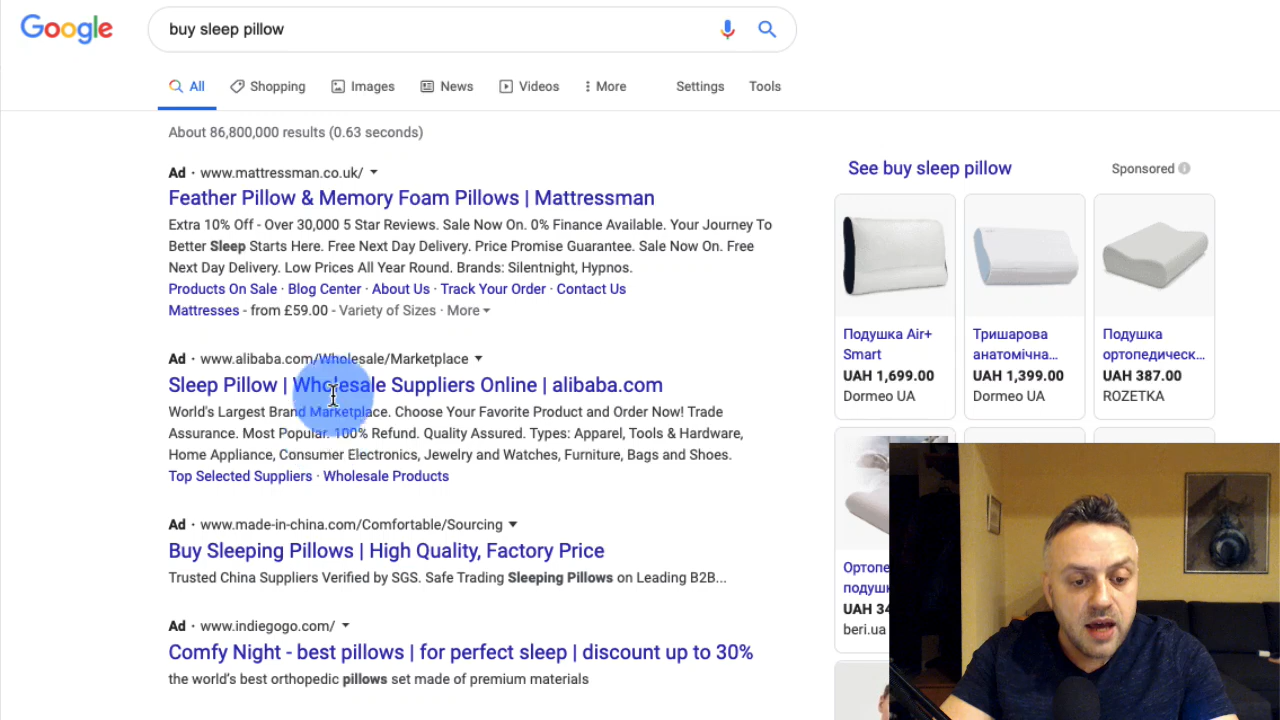 Google
buy sleep pillow
All
Shopping
Images
News
Videos
More
Settings
Tools
About 86,800,000 results (0.63 seconds)
Ad · www.mattressman.co.uk/
Feather Pillow & Memory Foam Pillows | Mattressman
Extra 10% Off - Over 30,000 5 Star Reviews. Sale Now On. 0% Finance Available. Your Journey To
Better Sleep Starts Here. Free Next Day Delivery. Price Promise Guarantee. Sale Now On. Free
Next Day Delivery. Low Prices All Year Round. Brands: Silentnight, Hypnos.
Products On Sale · Blog Center · About Us · Track Your Order · Contact Us
Mattresses - from £59.00 - Variety of Sizes · More
Ad · www.alibaba.com/Wholesale/Marketplace
Sleep Pillow | Wholesale Suppliers Online | alibaba.com
World's Largest Brand Marketplace. Choose Your Favorite Product and Order Now! Trade
Assurance. Most Popular. 100% Refund. Quality Assured. Types: Apparel, Tools & Hardware,
Home Appliance, Consumer Electronics, Jewelry and Watches, Furniture, Bags and Shoes.
Top Selected Suppliers · Wholesale Products
Ad · www.made-in-china.com/Comfortable/Sourcing
Buy Sleeping Pillows | High Quality, Factory Price
Trusted China Suppliers Verified by SGS. Safe Trading Sleeping Pillows on Leading B2B...
Ad · www.indiegogo.com/
Comfy Night - best pillows | for perfect sleep | discount up to 30%
the world's best orthopedic pillows set made of premium materials
See buy sleep pillow
Sponsored
Подушка Air+
Smart
UAH 1,699.00
Dormeo UA
Тришарова
анатомічна...
UAH 1,399.00
Dormeo UA
Подушка
ортопедическ...
UAH 387.00
ROZETKA
UAH
beri.ua